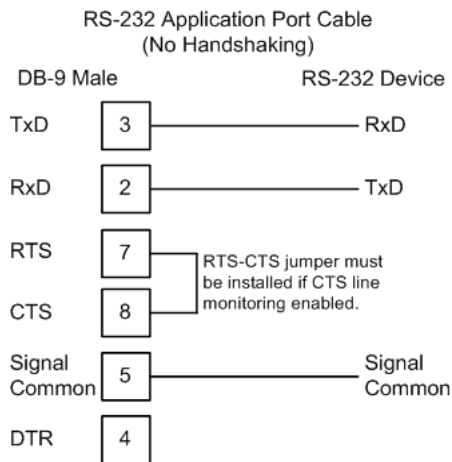 RS-232 Application Port Cable
(No Handshaking)
DB-9 Male RS-232 Device
TxD 3 RxD
RxD 2 TxD
RTS 7
RTS-CTS jumper must
be installed if CTS line
monitoring enabled.
CTS 8
Signal
Common 5 Signal
Common
DTR 4